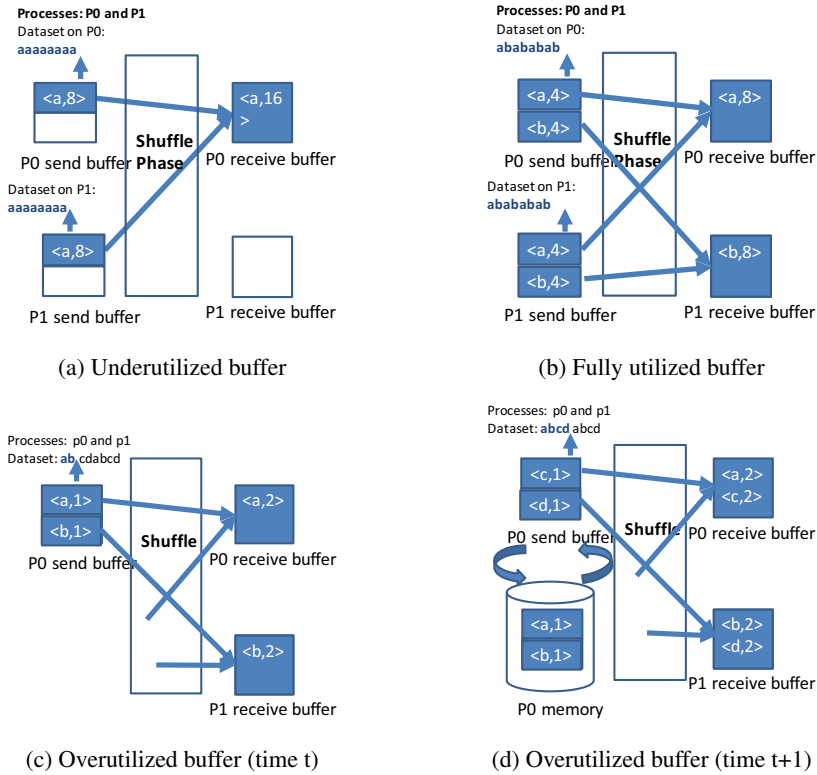 Processes: P0 and P1
Dataset on P0:
aaaaaaaa
<a,8>
<a,16
>
Shuffle
Phase
P0 send buffer
P0 receive buffer
Dataset on P1:
aaaaaaaa
<a,8>
P1 send buffer
P1 receive buffer
(a) Underutilized buffer
Processes: P0 and P1
Dataset on P0:
abababab
<a,4>
<b,4>
<a,8>
Shuffle
Phase
P0 send buffer
P0 receive buffer
Dataset on P1:
abababab
<a,4>
<b,4>
<b,8>
P1 send buffer
P1 receive buffer
(b) Fully utilized buffer
Processes: p0 and p1
Dataset: ab cdabcd
<a,1>
<b,1>
<a,2>
Shuffle
P0 send buffer
P0 receive buffer
<b,2>
P1 receive buffer
(c) Overutilized buffer (time t)
Processes: p0 and p1
Dataset: abcd abcd
<c,1>
<d,1>
<a,2>
<c,2>
Shuffle
P0 send buffer
P0 receive buffer
<a,1>
<b,1>
<b,2>
<d,2>
P0 memory
P1 receive buffer
(d) Overutilized buffer (time t+1)